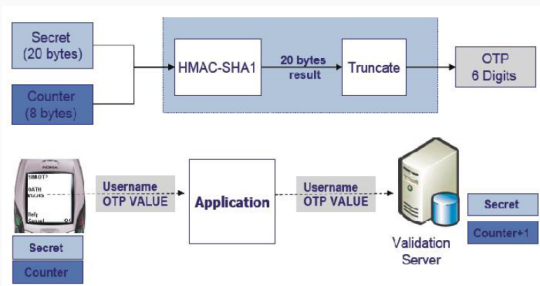 Secret
(20 bytes)
Counter
(8 bytes)
HMAC-SHA1
20 bytes
result
Truncate
OTP
6 Digits
NOKIA
Username
OTP VALUE
Application
Username
OTP VALUE
Secret
Counter
Validation
Server
Secret
Counter+1